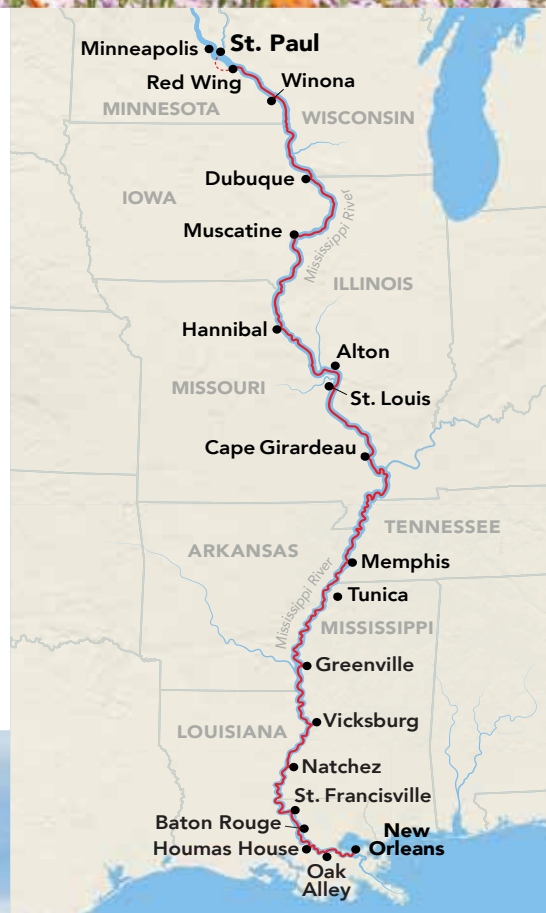 Minneapolis
St. Paul
Red Wing
Winona
MINNESOTA
WISCONSIN
Dubuque
IOWA
Mississippi River
Muscatine
ILLINOIS
Hannibal
Alton
MISSOURI
St. Louis
Cape Girardeau
TENNESSEE
ARKANSAS
Memphis
Mississippi River
Tunica
MISSISSIPPI
Greenville
LOUISIANA
Vicksburg
Natchez
St. Francisville
Baton Rouge
New
Orleans
Houmas House
Oak
Alley